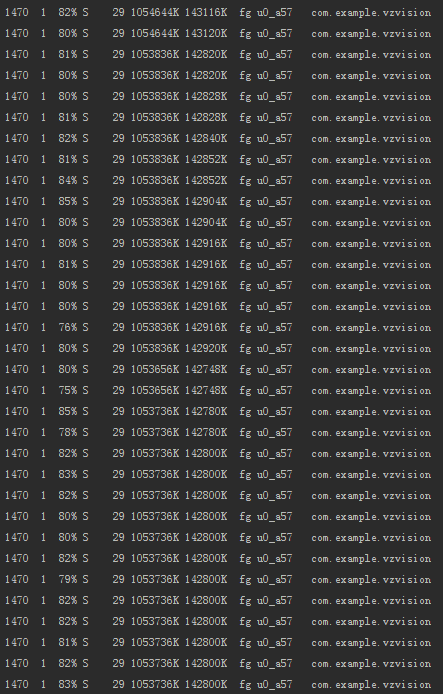 1470 1 82% S 29 1054644K 143116K fg u0_a57 com.example.vzvision
1470 1 80% S 29 1054644K 143120K fg u0_a57 com.example.vzvision
1470 1 81% S 29 1053836K 142820K fg u0_a57 com.example.vzvision
1470 1 80% S 29 1053836K 142828K fg u0_a57 com.example.vzvision
1470 1 80% S 29 1053836K 142828K fg u0_a57 com.example.vzvision
1470 1 81% S 29 1053836K 142828K fg u0_a57 com.example.vzvision
1470 1 82% S 29 1053836K 142840K fg u0_a57 com.example.vzvision
1470 1 81% S 29 1053836K 142852K fg u0_a57 com.example.vzvision
1470 1 84% S 29 1053836K 142852K fg u0_a57 com.example.vzvision
1470 1 85% S 29 1053836K 142904K fg u0_a57 com.example.vzvision
1470 1 80% S 29 1053836K 142904K fg u0_a57 com.example.vzvision
1470 1 80% S 29 1053836K 142916K fg u0_a57 com.example.vzvision
1470 1 81% S 29 1053836K 142916K fg u0_a57 com.example.vzvision
1470 1 80% S 29 1053836K 142916K fg u0_a57 com.example.vzvision
1470 1 80% S 29 1053836K 142916K fg u0_a57 com.example.vzvision
1470 1 76% S 29 1053836K 142916K fg u0_a57 com.example.vzvision
1470 1 80% S 29 1053836K 142920K fg u0_a57 com.example.vzvision
1470 1 80% S 29 1053656K 142748K fg u0_a57 com.example.vzvision
1470 1 75% S 29 1053656K 142748K fg u0_a57 com.example.vzvision
1470 1 85% S 29 1053736K 142780K fg u0_a57 com.example.vzvision
1470 1 78% S 29 1053736K 142780K fg u0_a57 com.example.vzvision
1470 1 82% S 29 1053736K 142800K fg u0_a57 com.example.vzvision
1470 1 83% S 29 1053736K 142800K fg u0_a57 com.example.vzvision
1470 1 82% S 29 1053736K 142800K fg u0_a57 com.example.vzvision
1470 1 80% S 29 1053736K 142800K fg u0_a57 com.example.vzvision
1470 1 80% S 29 1053736K 142800K fg u0_a57 com.example.vzvision
1470 1 82% S 29 1053736K 142800K fg u0_a57 com.example.vzvision
1470 1 79% S 29 1053736K 142800K fg u0_a57 com.example.vzvision
1470 1 82% S 29 1053736K 142800K fg u0_a57 com.example.vzvision
1470 1 82% S 29 1053736K 142800K fg u0_a57 com.example.vzvision
1470 1 81% S 29 1053736K 142800K fg u0_a57 com.example.vzvision
1470 1 82% S 29 1053736K 142800K fg u0_a57 com.example.vzvision
1470 1 83% S 29 1053736K 142800K fg u0_a57 com.example.vzvision